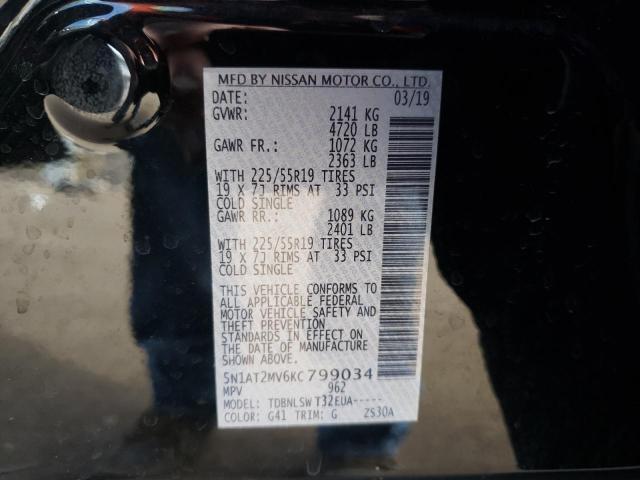 MFD BY NISSAN MOTOR CO., LTD.
DATE: 03/19
GVWR: 2141 KG
4720 LB
GAWR FR.: 1072 KG
2363 LB
WITH 225/55R19 TIRES
19 X 7J RIMS AT 33 PSI
COLD SINGLE
GAWR RR.: 1089 KG
2401 LB
WITH 225/55R19 TIRES
19 X 7J RIMS AT 33 PSI
COLD SINGLE
THIS VEHICLE CONFORMS TO
ALL APPLICABLE FEDERAL
MOTOR VEHICLE SAFETY AND
THEFT PREVENTION
STANDARDS IN EFFECT ON
THE DATE OF MANUFACTURE
SHOWN ABOVE.
5N1AT2MV6KC799034
MPV 962
MODEL: TDBNLSW T32EUA-----
COLOR: G41 TRIM: G ZS30A